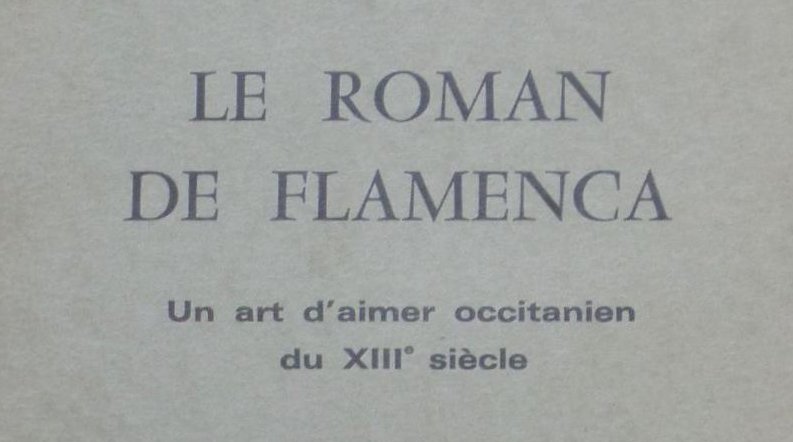 LE ROMAN
DE FLAMENCA
Un art d'aimer occitanien
du XIIIe siècle